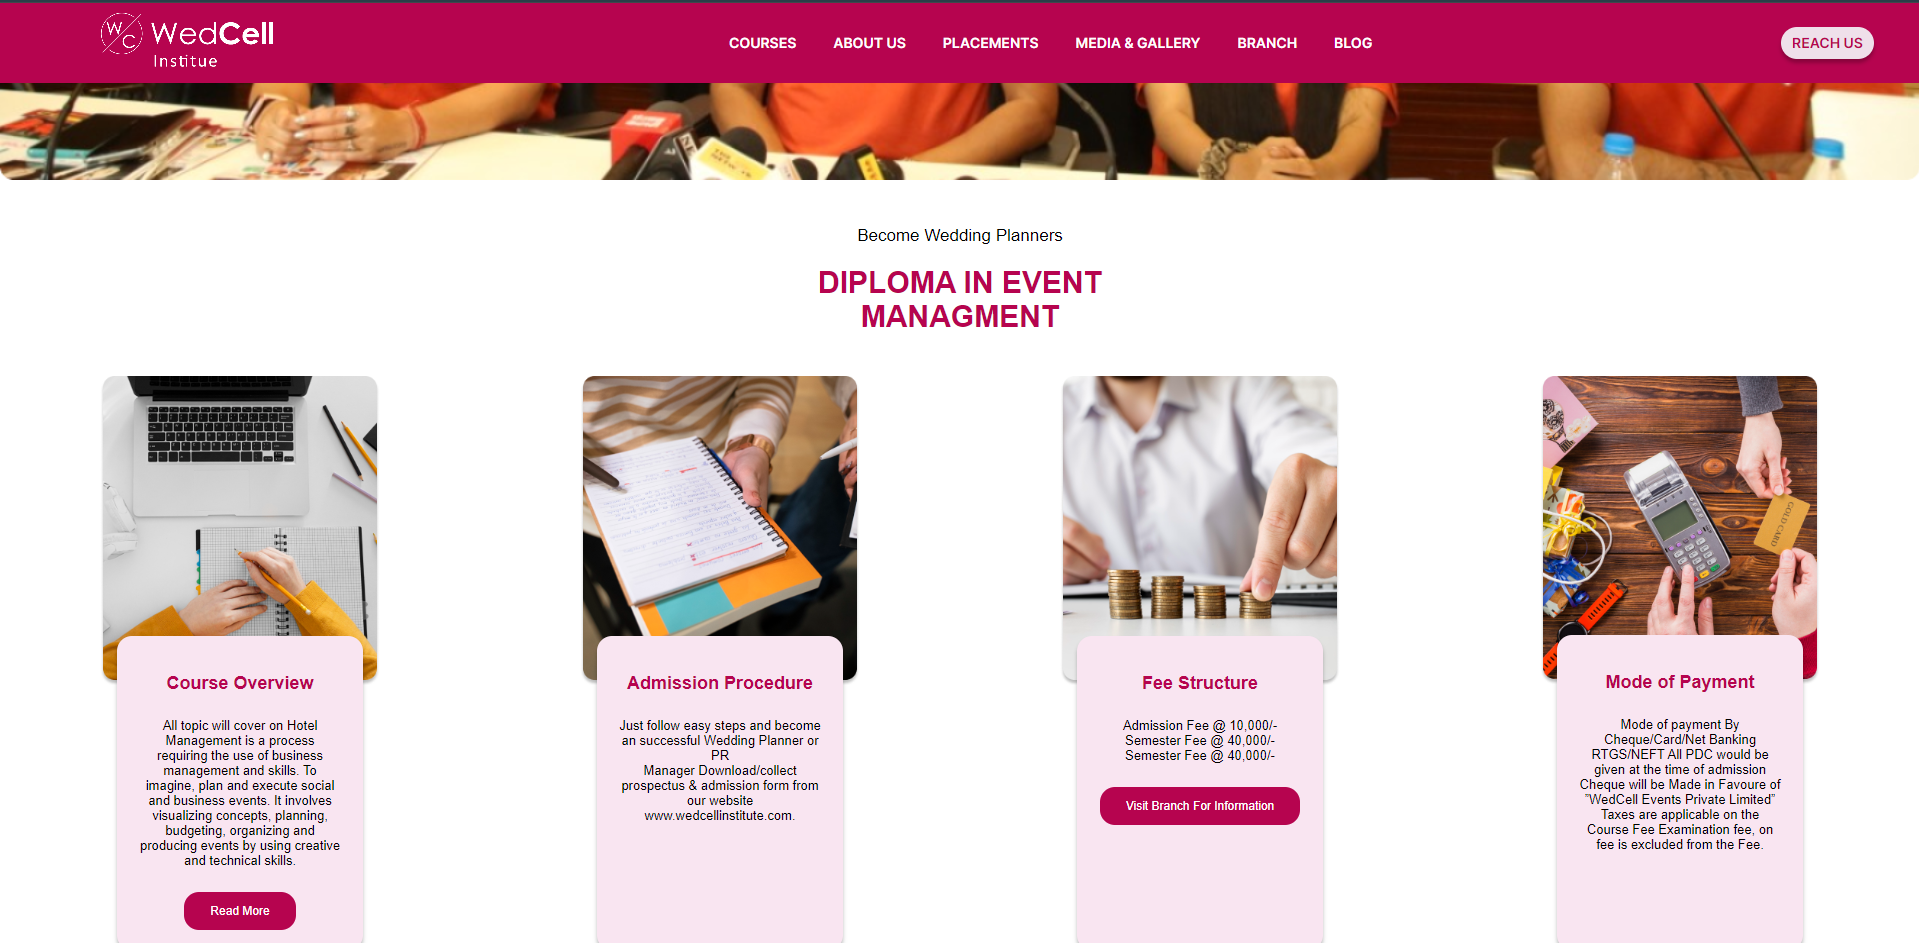 WC WedCell
Institue
COURSES
ABOUT US
PLACEMENTS
MEDIA & GALLERY
BRANCH
BLOG
REACH US
Become Wedding Planners
DIPLOMA IN EVENT
MANAGMENT
Course Overview
All topic will cover on Hotel
Management is a process
requiring the use of business
management and skills. To
imagine, plan and execute social
and business events. It involves
visualizing concepts, planning,
budgeting, organizing and
producing events by using creative
and technical skills.
Read More
Admission Procedure
Just follow easy steps and become
an successful Wedding Planner or
PR
Manager Download/collect
prospectus & admission form from
our website
www.wedcellinstitute.com.
Fee Structure
Admission Fee @ 10,000/-
Semester Fee @ 40,000/-
Semester Fee @ 40,000/-
Visit Branch For Information
GOLD CARD
Mode of Payment
Mode of payment By
Cheque/Card/Net Banking
RTGS/NEFT All PDC would be
given at the time of admission
Cheque will be Made in Favoure of
"WedCell Events Private Limited"
Taxes are applicable on the
Course Fee Examination fee, on
fee is excluded from the Fee.